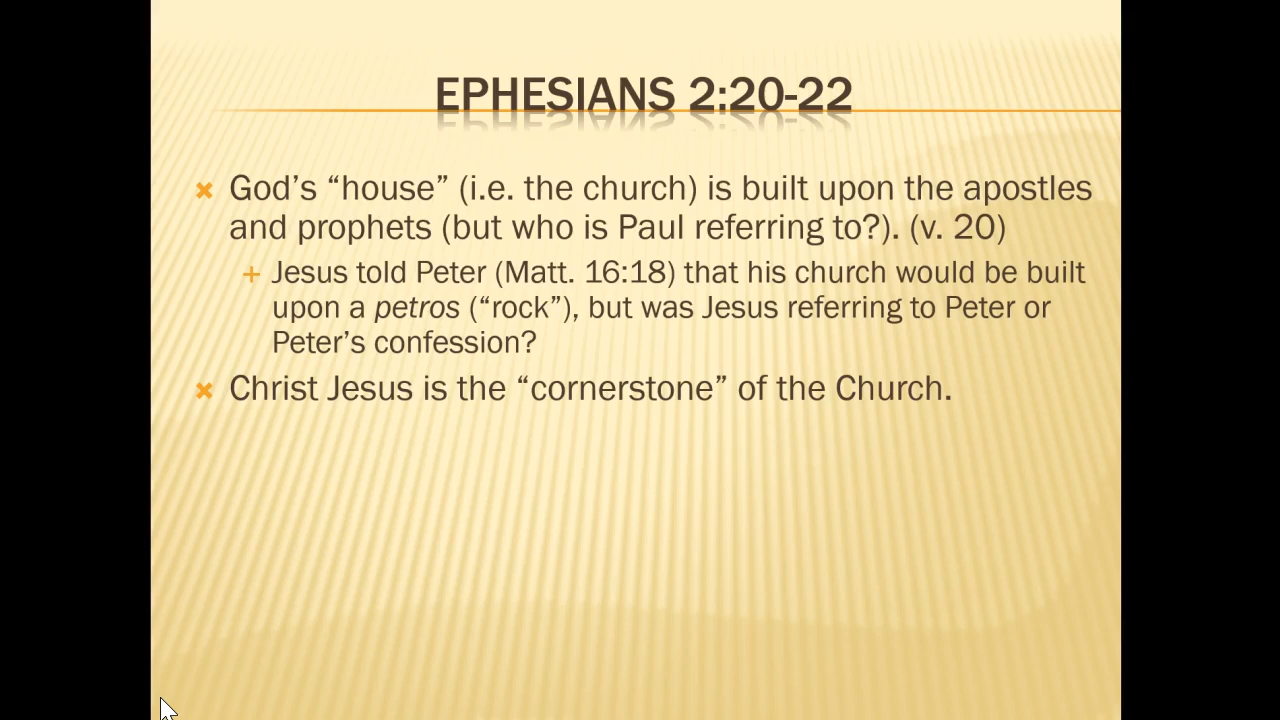 EPHESIANS 2:20-22
God’s “house” (i.e. the church) is built upon the apostles
and prophets (but who is Paul referring to?). (v. 20)
Jesus told Peter (Matt. 16:18) that his church would be built
upon a petros (“rock”), but was Jesus referring to Peter or
Peter’s confession?
Christ Jesus is the “cornerstone” of the Church.